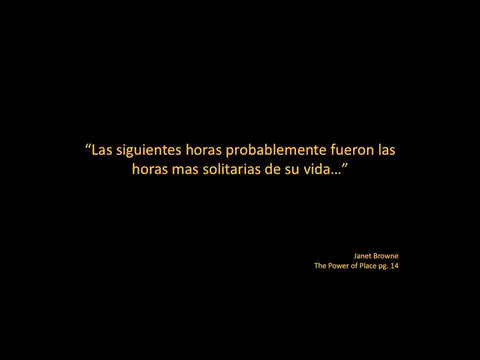 “Las siguientes horas probablemente fueron las
horas mas solitarias de su vida…”
Janet Browne
The Power of Place pg. 14